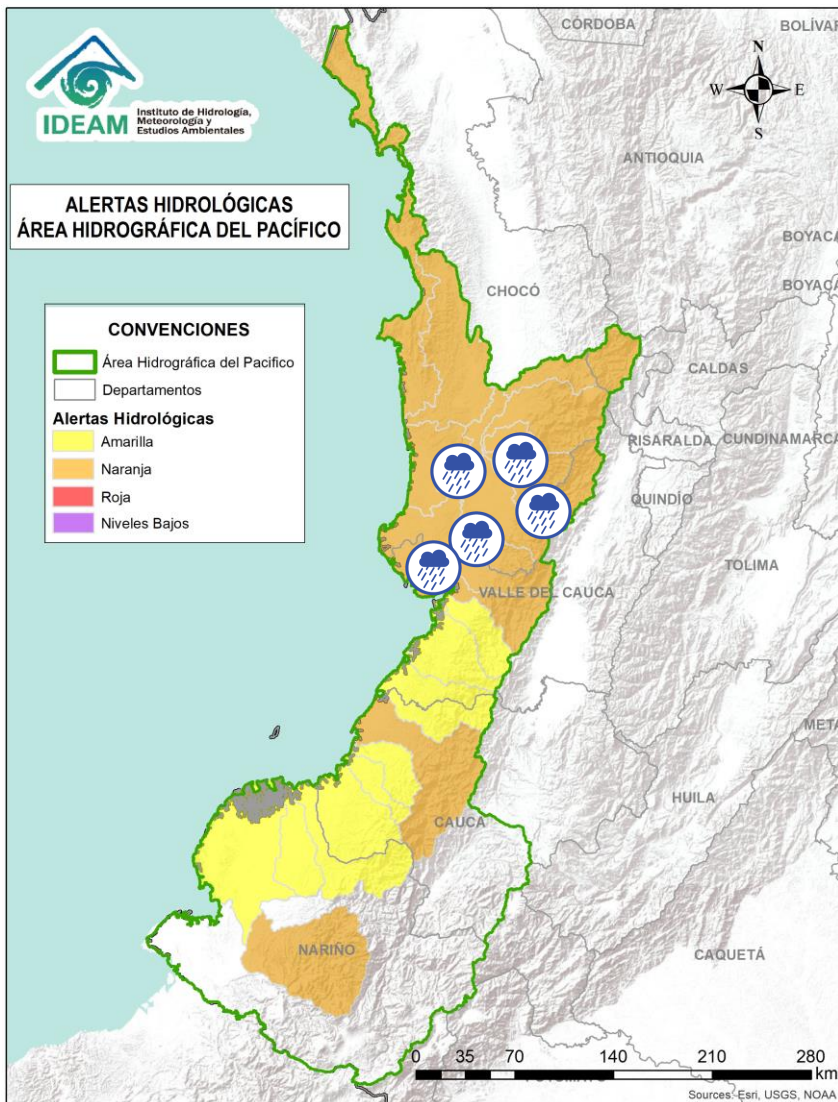 CÓRDOBA
BOLÍVAR
N
W E
S
IDEAM
Instituto de Hidrología,
Meteorología y
Estudios Ambientales
ANTIOQUIA
ALERTAS HIDROLÓGICAS
ÁREA HIDROGRÁFICA DEL PACÍFICO
BOYACÁ
BOYACÁ
CHOCÓ
CONVENCIONES
Área Hidrográfica del Pacifico
Departamentos
Alertas Hidrológicas
Amarilla
Naranja
Roja
Niveles Bajos
CALDAS
RISARALDA
CUNDINAMARCA
QUINDÍO
TOLIMA
VALLE DEL CAUCA
META
HUILA
CAUCA
NARIÑO
CAQUETÁ
0 35 70 140 210 280
km
Sources: Esri, USGS, NOAA